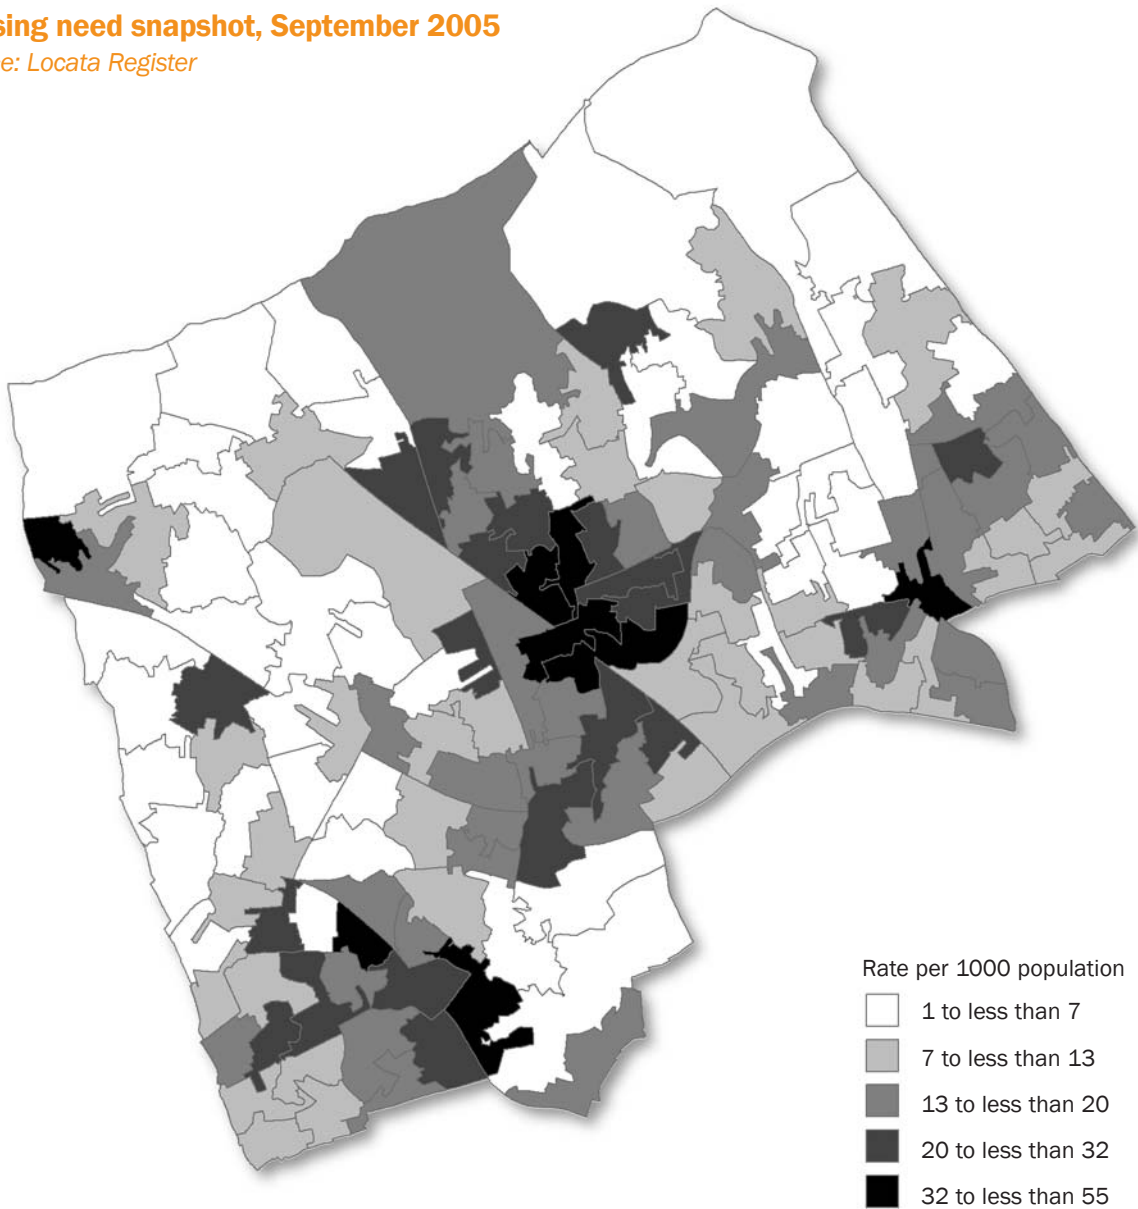 sing need snapshot, September 2005
e: Locata Register
Rate per 1000 population
1 to less than 7
7 to less than 13
13 to less than 20
20 to less than 32
32 to less than 55